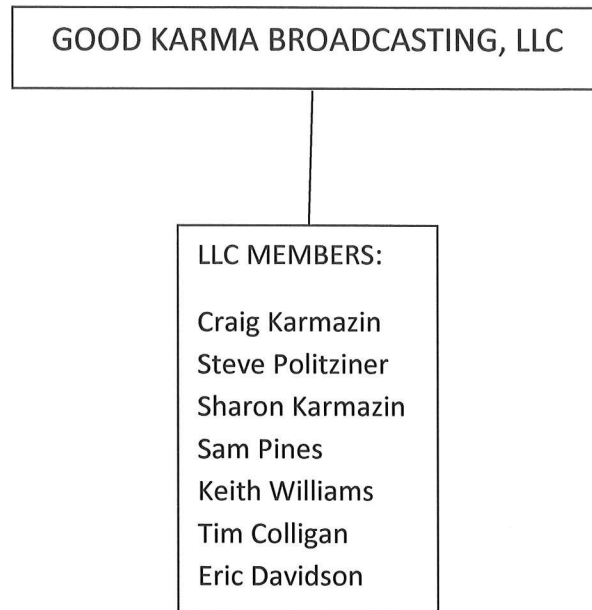 GOOD KARMA BROADCASTING, LLC
LLC MEMBERS:
Craig Karmazin
Steve Politziner
Sharon Karmazin
Sam Pines
Keith Williams
Tim Colligan
Eric Davidson